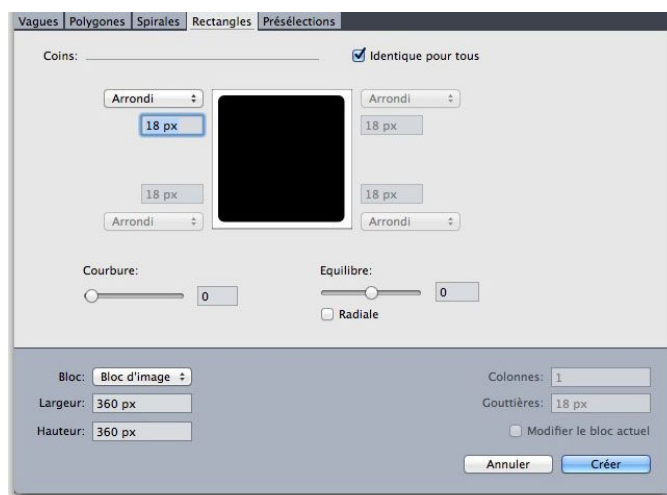 Vagues Polygones Spirales Rectangles Présélections
Coins: Identique pour tous
Arrondi Arrondi
18 px 18 px
18 px 18 px
Arrondi Arrondi
Courbure: Equilibre:
0 0
Radiale
Bloc: Bloc d'image Colonnes: 1
Largeur: 360 px Gouttières: 18 px
Hauteur: 360 px Modifier le bloc actuel
Annuler Créer